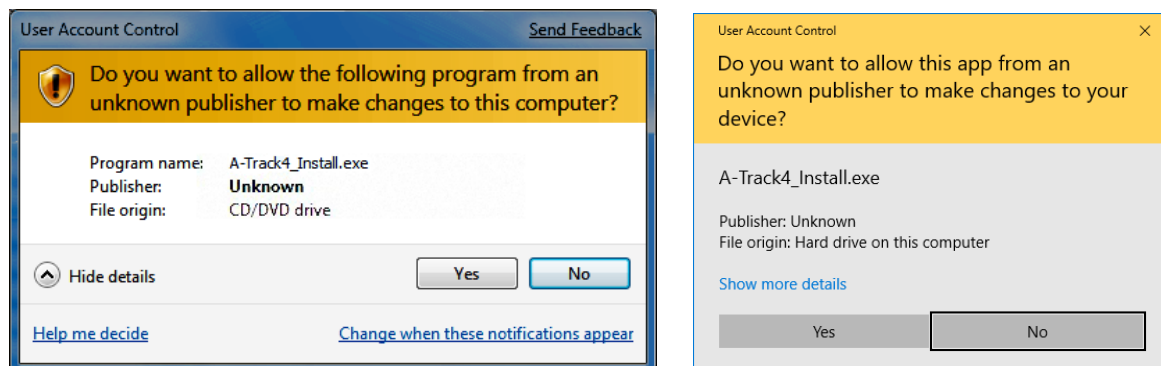 User Account Control
Send Feedback
Do you want to allow the following program from an
unknown publisher to make changes to this computer?
Program name: A-Track4_Install.exe
Publisher: Unknown
File origin: CD/DVD drive
Hide details
Yes
No
Help me decide
Change when these notifications appear
User Account Control
Do you want to allow this app from an
unknown publisher to make changes to your
device?
A-Track4_Install.exe
Publisher: Unknown
File origin: Hard drive on this computer
Show more details
Yes
No